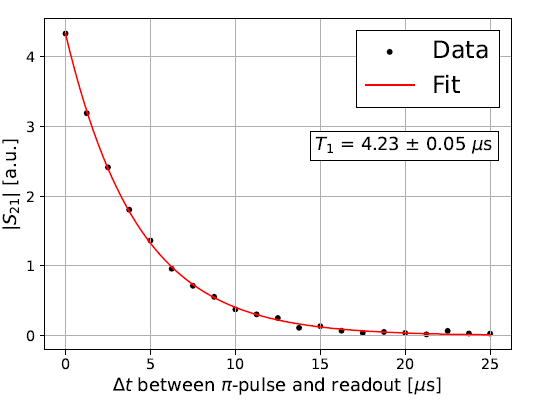 Data
Fit
T₁ = 4.23 ± 0.05 μs
|S₂₁| [a.u.]
4
3
2
1
0
0 5 10 15 20 25
Δt between π-pulse and readout [μs]